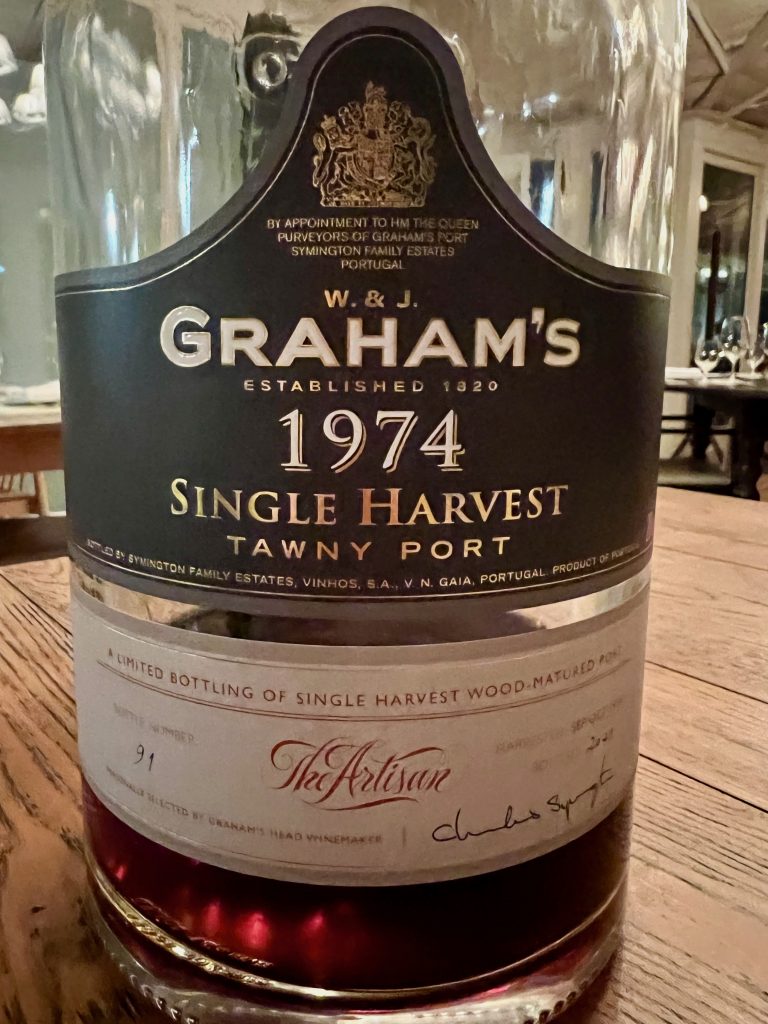 BY APPOINTMENT TO HM THE QUEEN
PURVEYORS OF GRAHAM'S PORT
SYMINGTON FAMILY ESTATES
PORTUGAL
W. & J.
GRAHAM'S
ESTABLISHED 1820
1974
SINGLE HARVEST
TAWNY PORT
BOTTLED BY SYMINGTON FAMILY ESTATES, VINHOS, S.A., V. N. GAIA, PORTUGAL. PRODUCT OF PORTUGAL
A LIMITED BOTTLING OF SINGLE HARVEST WOOD-MATURED PORT
BOTTLE NUMBER
91
The Artisan
HARVESTED
PERSONALLY SELECTED BY GRAHAM'S HEAD WINEMAKER